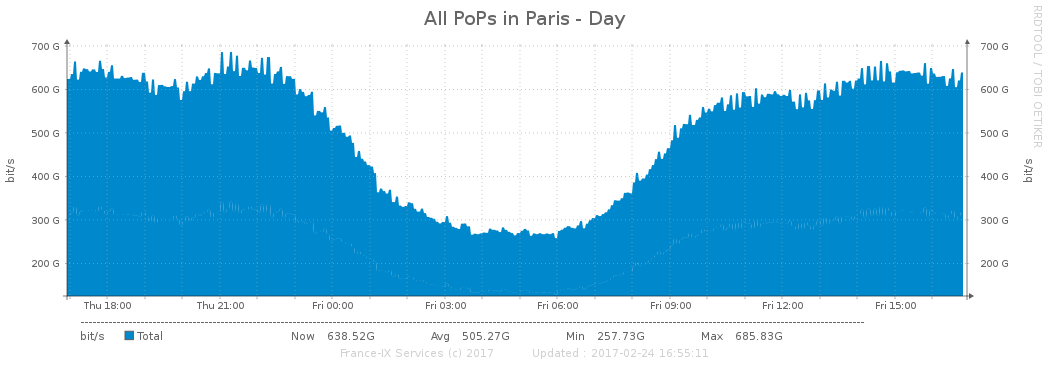 All PoPs in Paris - Day
RRDTOOL / TOBI OETIKER
700 G 700 G
600 G 600 G
500 G 500 G
400 G 400 G
300 G 300 G
200 G 200 G
bit/s bit/s
Thu 18:00 Thu 21:00 Fri 00:00 Fri 03:00 Fri 06:00 Fri 09:00 Fri 12:00 Fri 15:00
bit/s Total Now 638.52G Avg 505.27G Min 257.73G Max 685.83G
France-IX Services (c) 2017 Updated : 2017-02-24 16:55:11